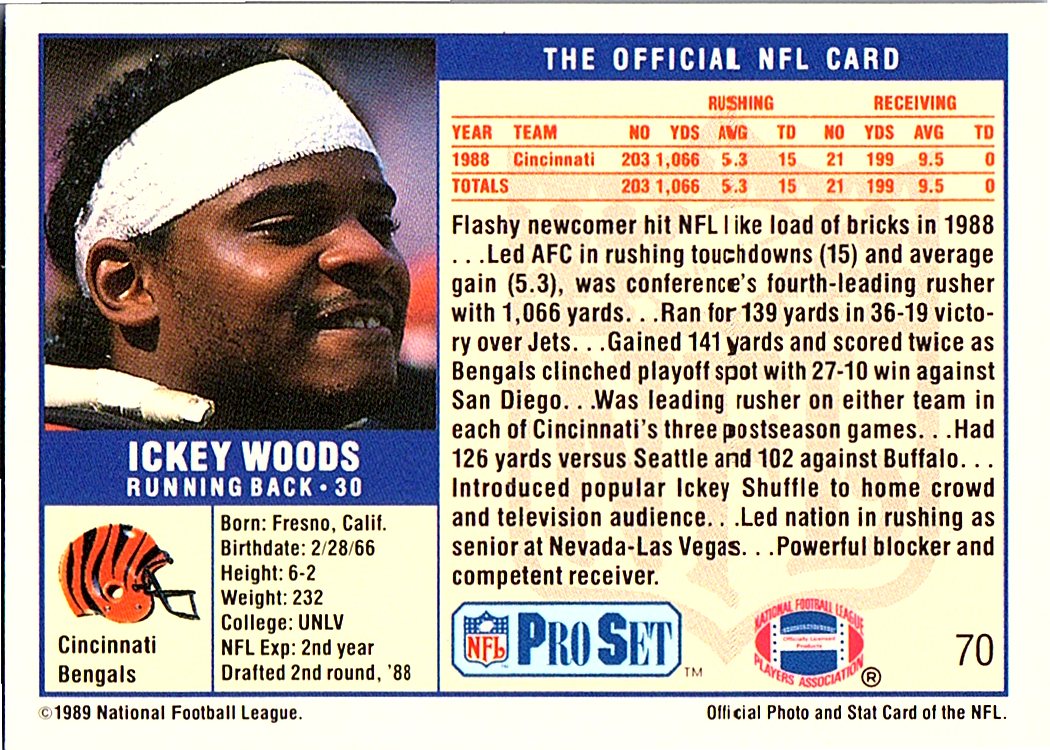 THE OFFICIAL NFL CARD
RUSHING RECEIVING
YEAR TEAM NO YDS AVG TD NO YDS AVG TD
1988 Cincinnati 203 1,066 5.3 15 21 199 9.5 0
TOTALS 203 1,066 5.3 15 21 199 9.5 0
Flashy newcomer hit NFL like load of bricks in 1988
. . .Led AFC in rushing touchdowns (15) and average
gain (5.3), was conference's fourth-leading rusher
with 1,066 yards. . .Ran for 139 yards in 36-19 victo-
ry over Jets. . .Gained 141 yards and scored twice as
Bengals clinched playoff spot with 27-10 win against
San Diego. . .Was leading rusher on either team in
each of Cincinnati's three postseason games. . .Had
126 yards versus Seattle and 102 against Buffalo. . .
Introduced popular Ickey Shuffle to home crowd
and television audience. . .Led nation in rushing as
senior at Nevada-Las Vegas. . .Powerful blocker and
competent receiver.
ICKEY WOODS
RUNNING BACK • 30
Cincinnati
Bengals
Born: Fresno, Calif.
Birthdate: 2/28/66
Height: 6-2
Weight: 232
College: UNLV
NFL Exp: 2nd year
Drafted 2nd round, '88
NFL PRO SET TM
NATIONAL FOOTBALL LEAGUE
Officially Licensed
Products
PLAYERS ASSOCIATION ®
70
©1989 National Football League.
Official Photo and Stat Card of the NFL.